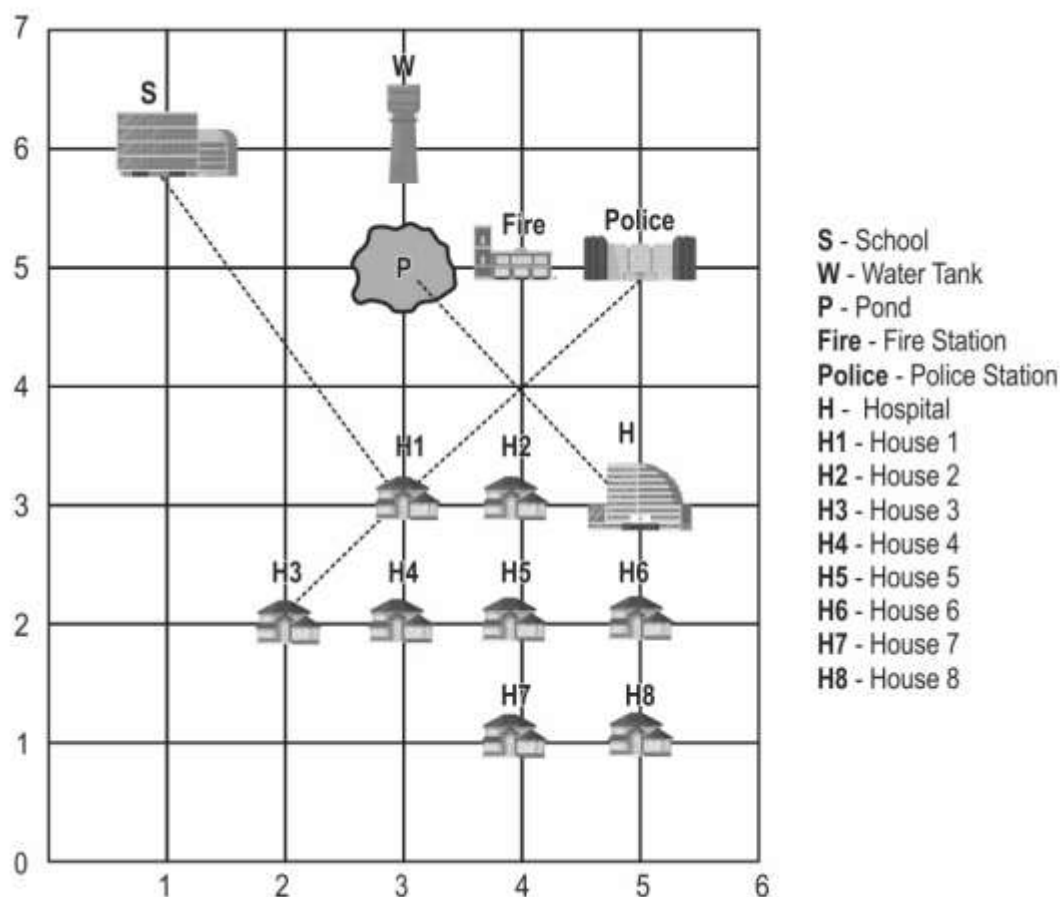 7
W
S
6
Fire
Police
P
5
4
H1
H2
H
3
H3
H4
H5
H6
2
H7
H8
1
0
1 2 3 4 5 6
S - School
W - Water Tank
P - Pond
Fire - Fire Station
Police - Police Station
H - Hospital
H1 - House 1
H2 - House 2
H3 - House 3
H4 - House 4
H5 - House 5
H6 - House 6
H7 - House 7
H8 - House 8